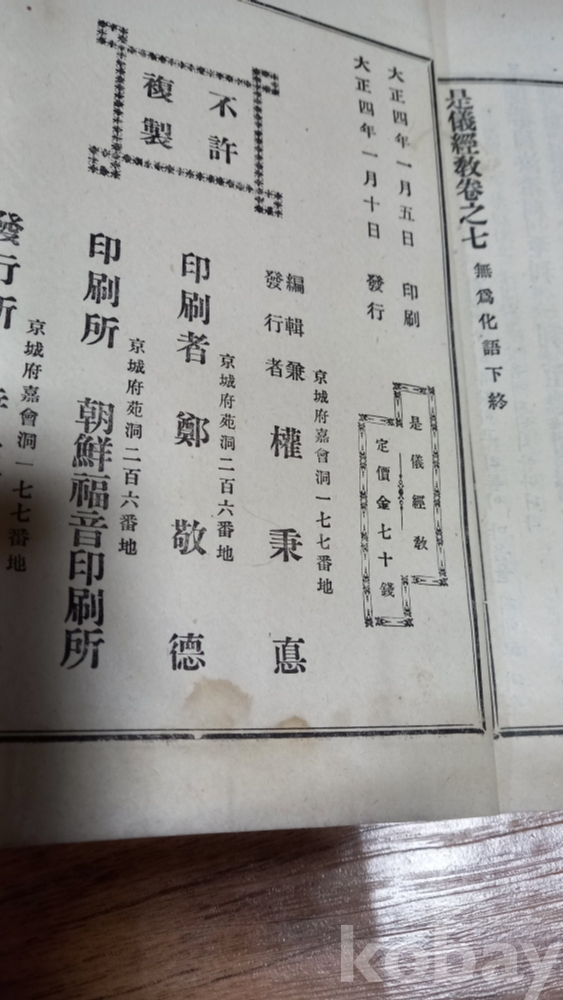 是儀經敎卷之七 無爲化語下終
是儀經敎
定價金七十錢
大正四年一月五日 印刷
大正四年一月十日 發行
不許
複製
京城府嘉會洞一七七番地
編輯兼
發行者 權秉悳
京城府苑洞二百六番地
印刷者 鄭敬德
京城府苑洞二百六番地
印刷所 朝鮮福音印刷所
京城府嘉會洞一七七番地
發行所
kobay